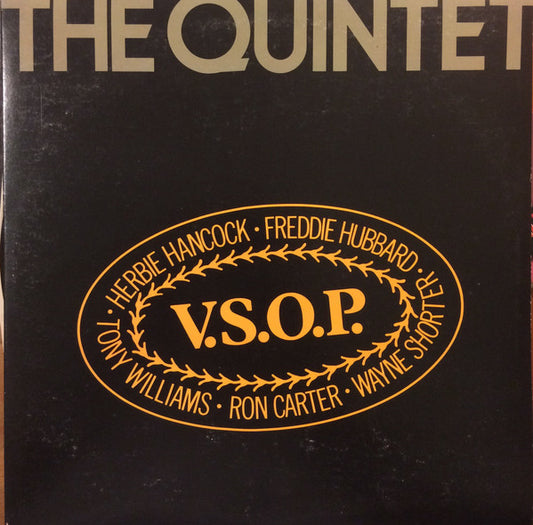 THE QUINTET
HERBIE HANCOCK · FREDDIE HUBBARD ·
V.S.O.P.
TONY WILLIAMS · RON CARTER · WAYNE SHORTER ·